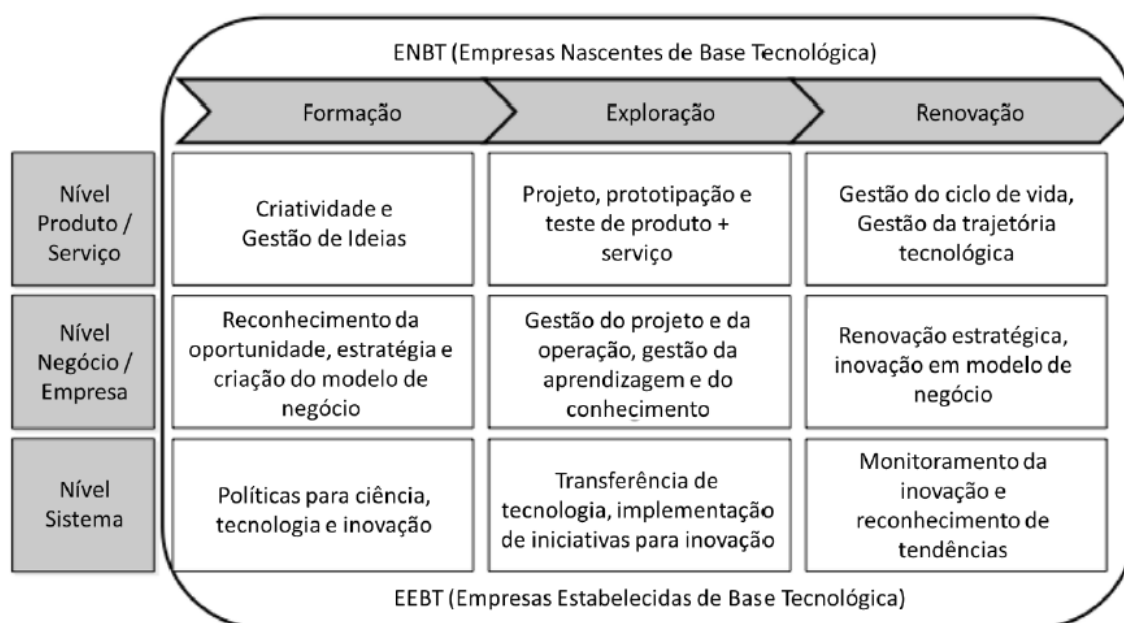 ENBT (Empresas Nascentes de Base Tecnológica)
Formação
Exploração
Renovação
Nível
Produto /
Serviço
Criatividade e
Gestão de Ideias
Projeto, prototipação e
teste de produto +
serviço
Gestão do ciclo de vida,
Gestão da trajetória
tecnológica
Nível
Negócio /
Empresa
Reconhecimento da
oportunidade, estratégia e
criação do modelo de
negócio
Gestão do projeto e da
operação, gestão da
aprendizagem e do
conhecimento
Renovação estratégica,
inovação em modelo de
negócio
Nível
Sistema
Políticas para ciência,
tecnologia e inovação
Transferência de
tecnologia, implementação
de iniciativas para inovação
Monitoramento da
inovação e
reconhecimento de
tendências
EEBT (Empresas Estabelecidas de Base Tecnológica)